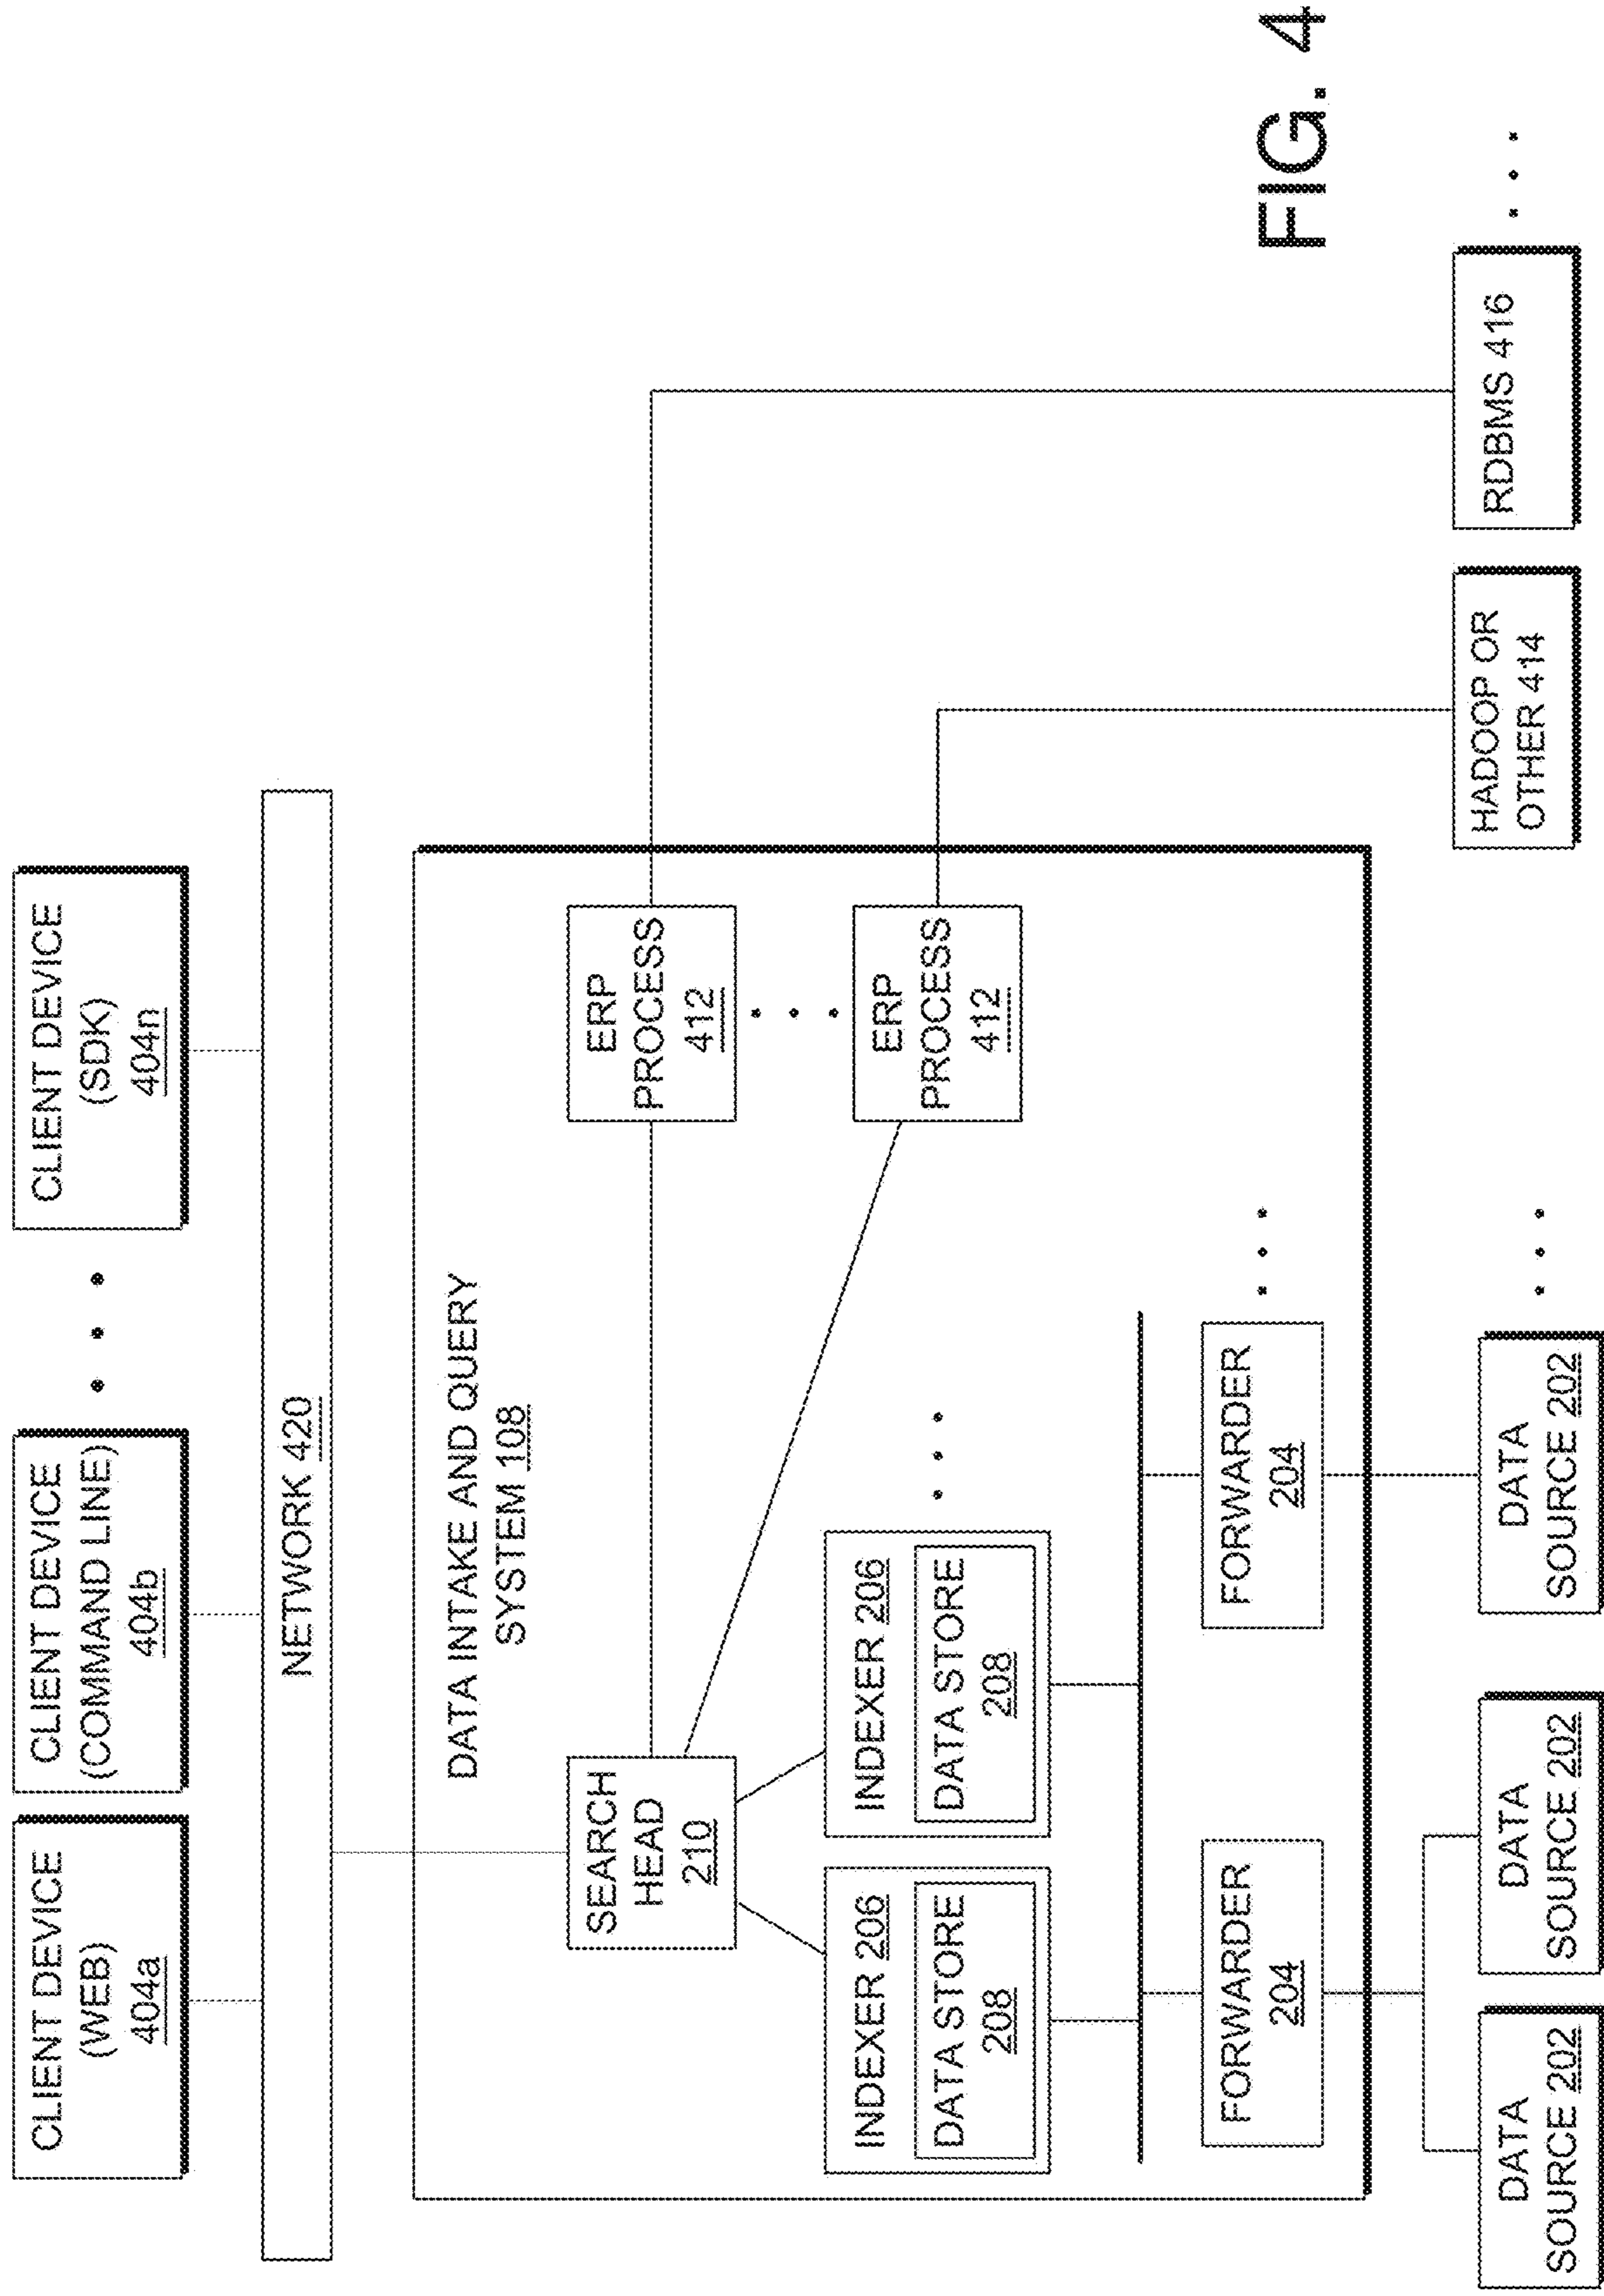 CLIENT DEVICE
(WEB)
404a
CLIENT DEVICE
(COMMAND LINE)
404b
CLIENT DEVICE
(SDK)
404n
NETWORK 420
DATA INTAKE AND QUERY
SYSTEM 108
SEARCH
HEAD
210
ERP
PROCESS
412
ERP
PROCESS
412
INDEXER 206
DATA STORE
208
INDEXER 206
DATA STORE
208
FORWARDER
204
FORWARDER
204
DATA
SOURCE 202
DATA
SOURCE 202
DATA
SOURCE 202
HADOOP OR
OTHER 414
RDBMS 416
FIG. 4